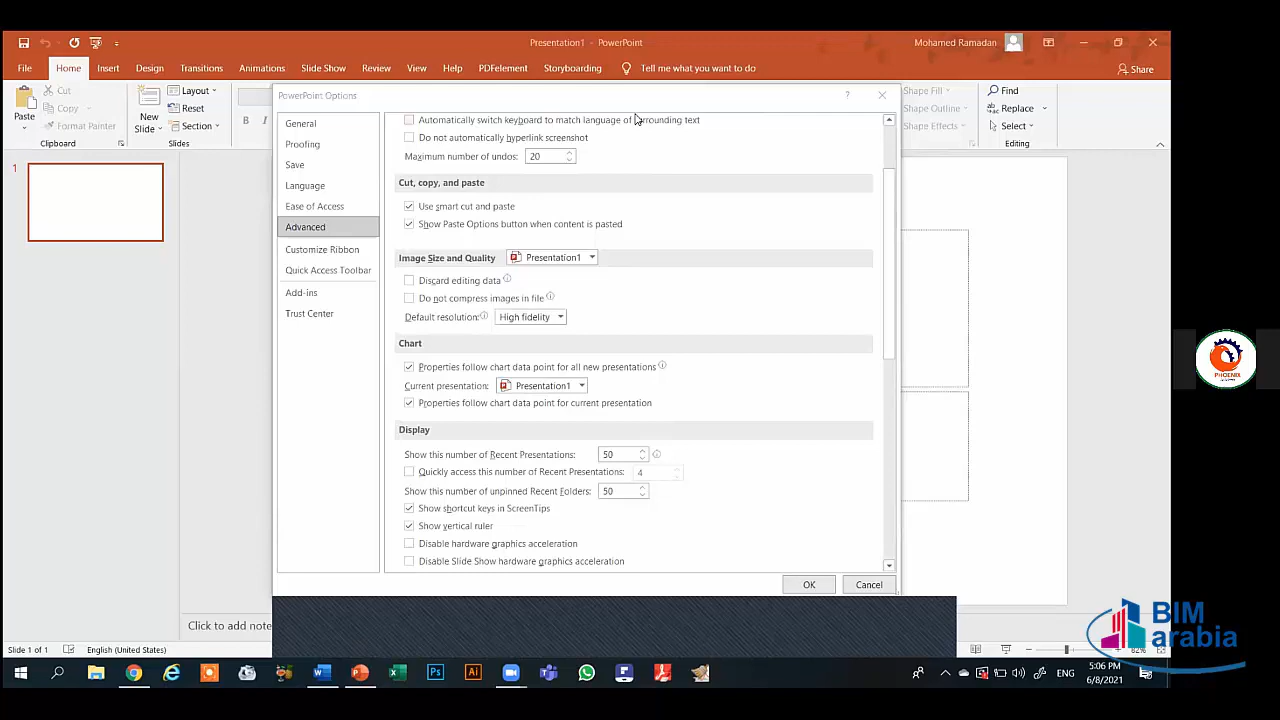 Presentation1 - PowerPoint
Mohamed Ramadan
File Home Insert Design Transitions Animations Slide Show Review View Help PDFelement Storyboarding Tell me what you want to do Share
Paste
Cut
Copy
Format Painter
Clipboard
New
Slide
Layout
Reset
Section
Slides
B I
Shape Fill
Shape Outline
Shape Effects
Find
Replace
Select
Editing
1
PowerPoint Options
?
General
Proofing
Save
Language
Ease of Access
Advanced
Customize Ribbon
Quick Access Toolbar
Add-ins
Trust Center
Automatically switch keyboard to match language of surrounding text
Do not automatically hyperlink screenshot
Maximum number of undos: 20
Cut, copy, and paste
Use smart cut and paste
Show Paste Options button when content is pasted
Image Size and Quality Presentation1
Discard editing data
Do not compress images in file
Default resolution: High fidelity
Chart
Properties follow chart data point for all new presentations
Current presentation: Presentation1
Properties follow chart data point for current presentation
Display
Show this number of Recent Presentations: 50
Quickly access this number of Recent Presentations: 4
Show this number of unpinned Recent Folders: 50
Show shortcut keys in ScreenTips
Show vertical ruler
Disable hardware graphics acceleration
Disable Slide Show hardware graphics acceleration
OK Cancel
Click to add note
Slide 1 of 1 English (United States)
82%
ENG
5:06 PM
6/8/2021
PHOENIX
BIM
arabia